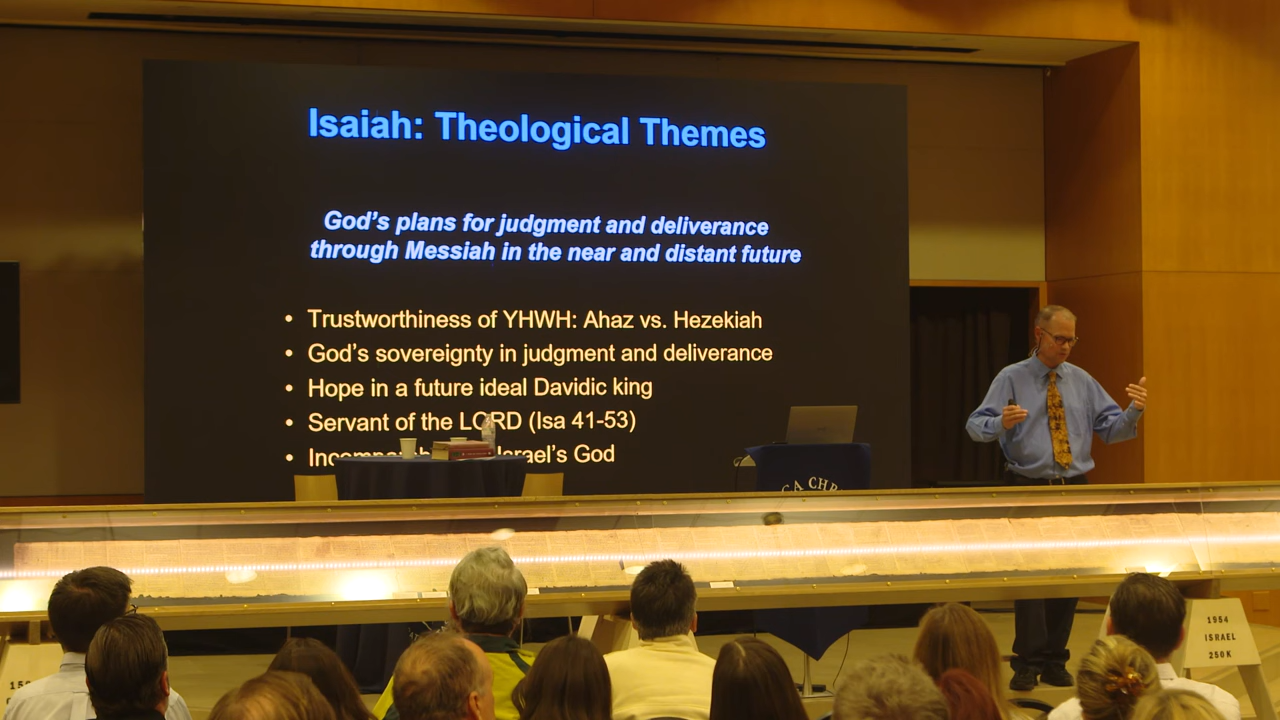 Isaiah: Theological Themes
God's plans for judgment and deliverance
through Messiah in the near and distant future
• Trustworthiness of YHWH: Ahaz vs. Hezekiah
• God's sovereignty in judgment and deliverance
• Hope in a future ideal Davidic king
• Servant of the LORD (Isa 41-53)
• Israel's God
CA CHR
1954
ISRAEL
250K